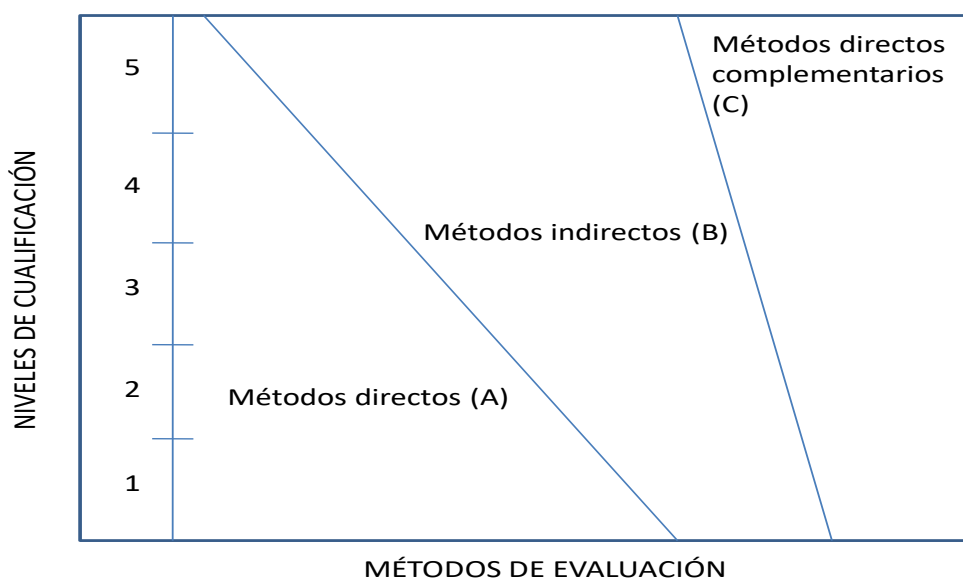 Métodos directos
complementarios
(C)
5
4
Métodos indirectos (B)
3
2
Métodos directos (A)
1
NIVELES DE CUALIFICACIÓN
MÉTODOS DE EVALUACIÓN